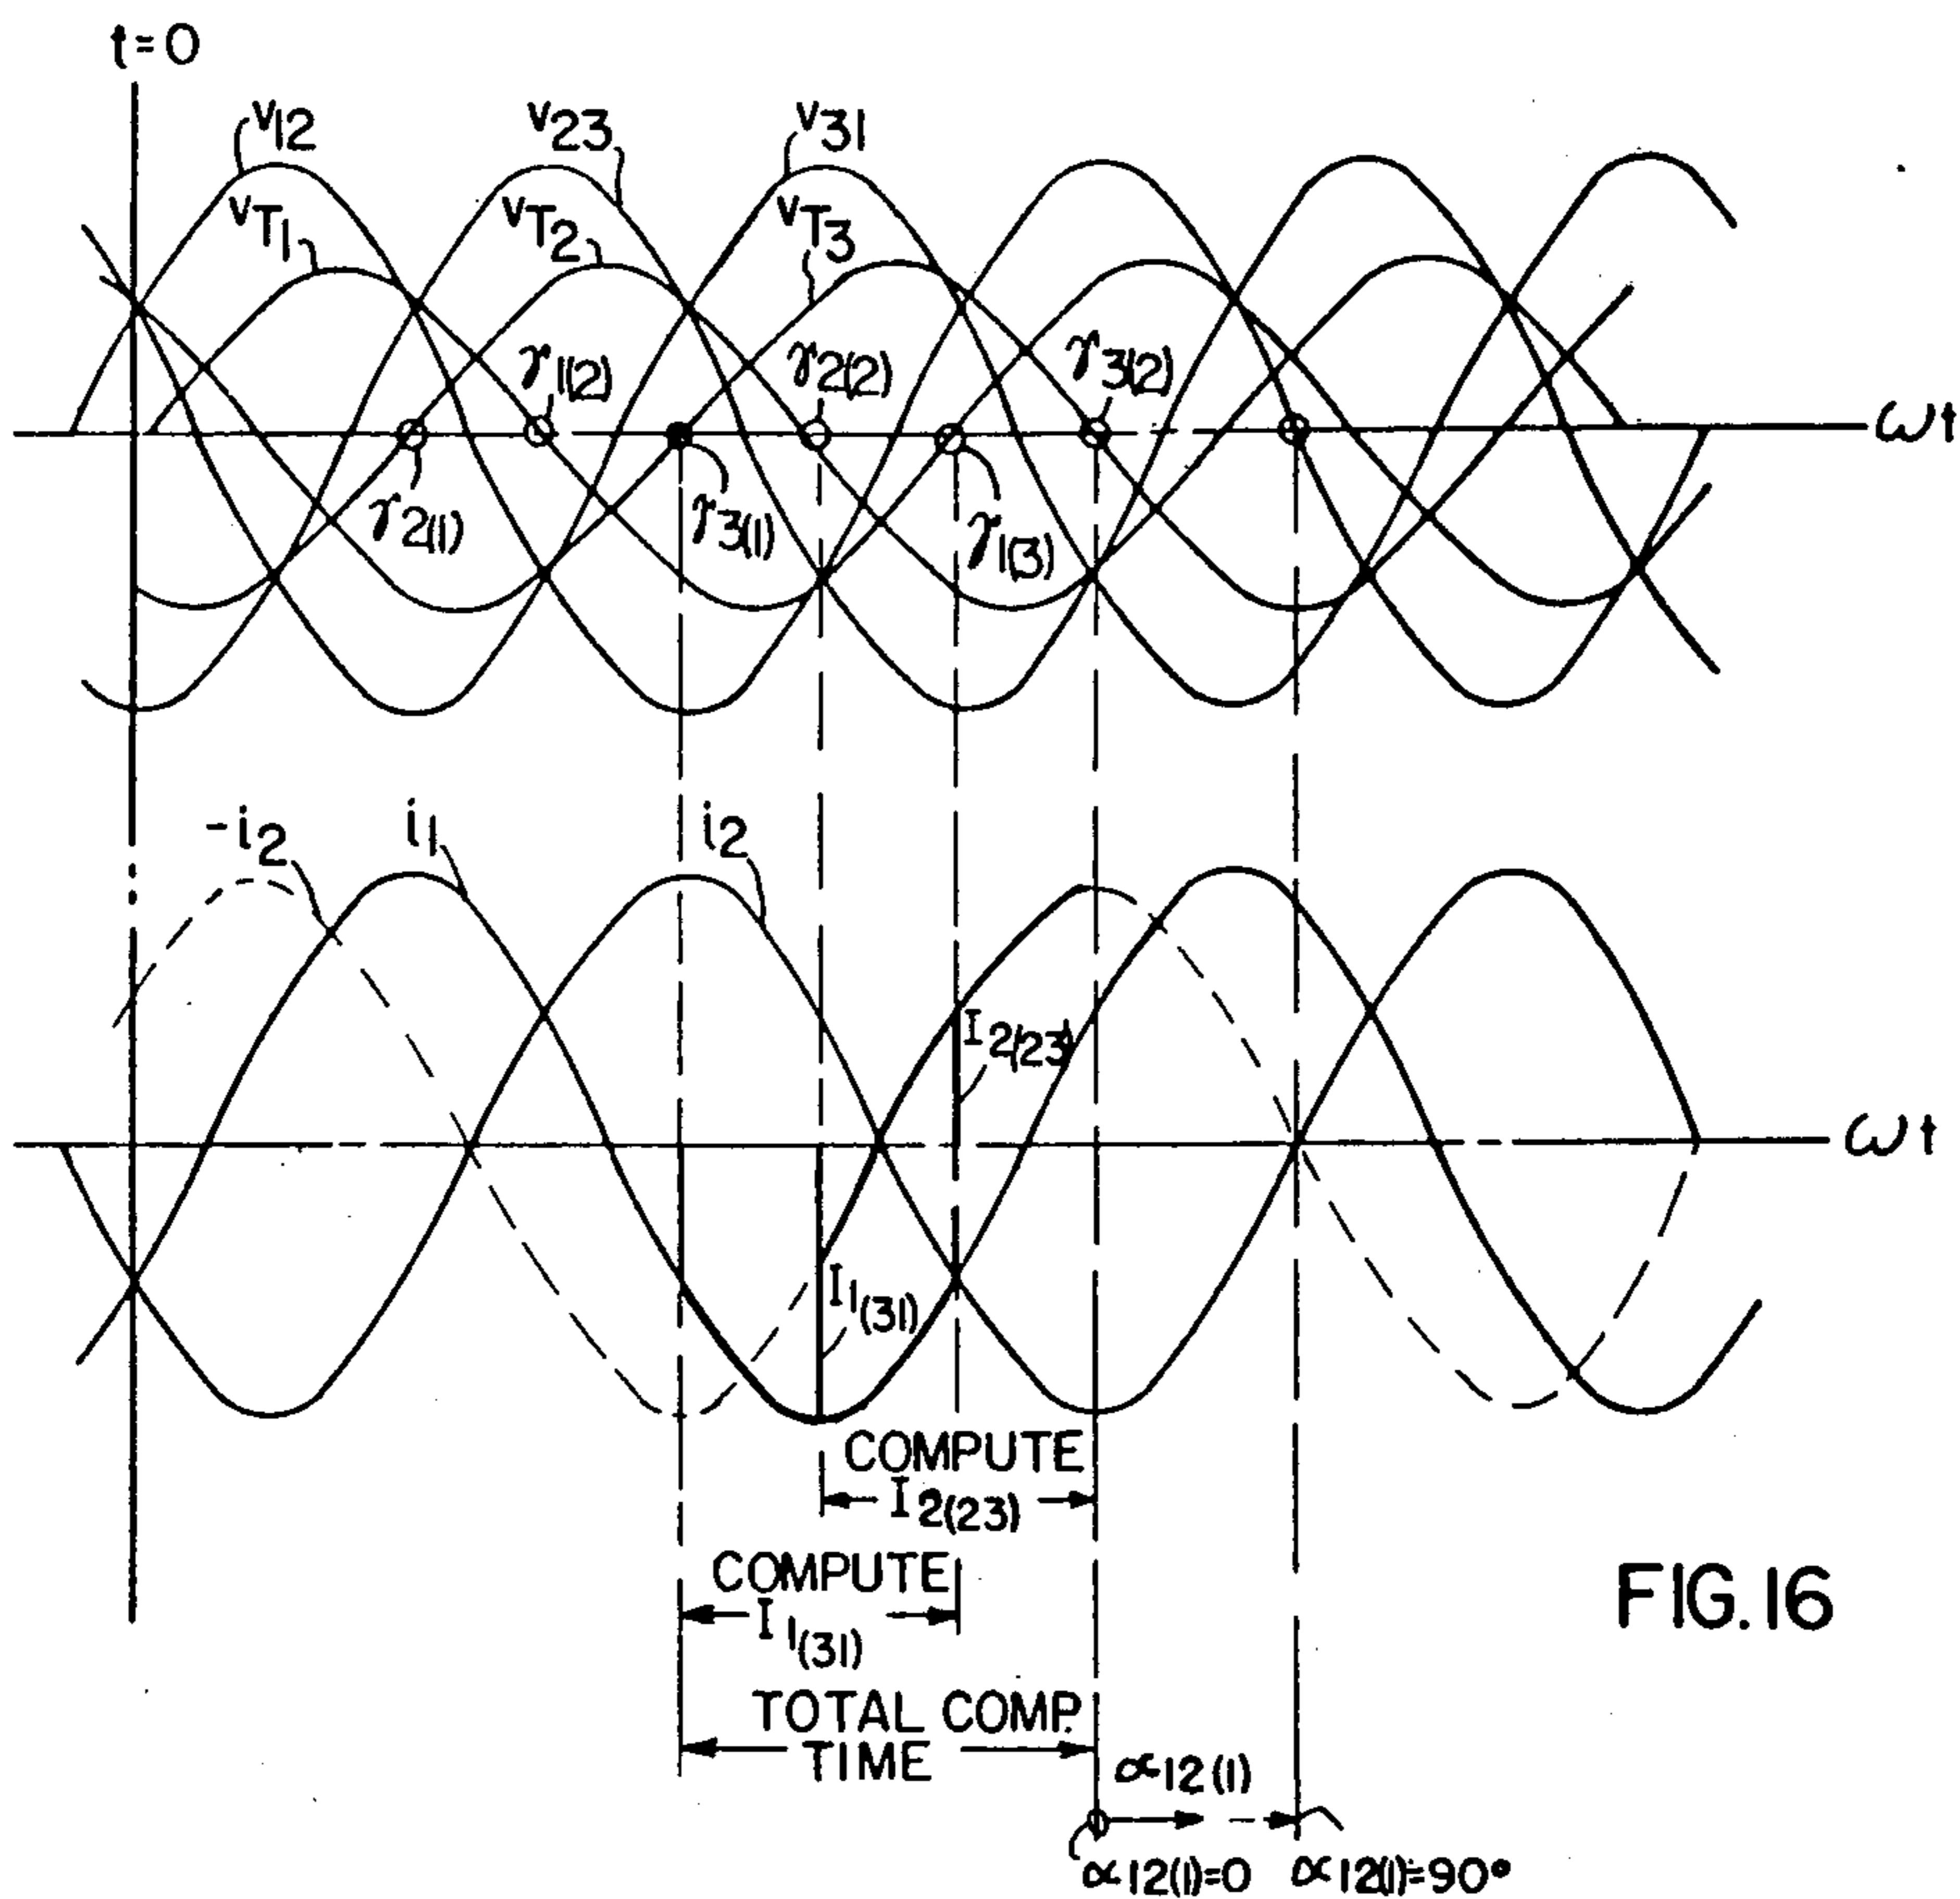 t=0
v12
v23
v31
vT1
vT2
vT3
γ1(2)
γ2(2)
γ3(2)
ωt
γ2(1)
γ3(1)
γ1(3)
-i2
i1
i2
I2(23)
ωt
I1(31)
COMPUTE
I2(23)
COMPUTE
I1(31)
FIG.16
TOTAL COMP.
TIME
α12(1)
α12(1)=0
α12(1)=90°